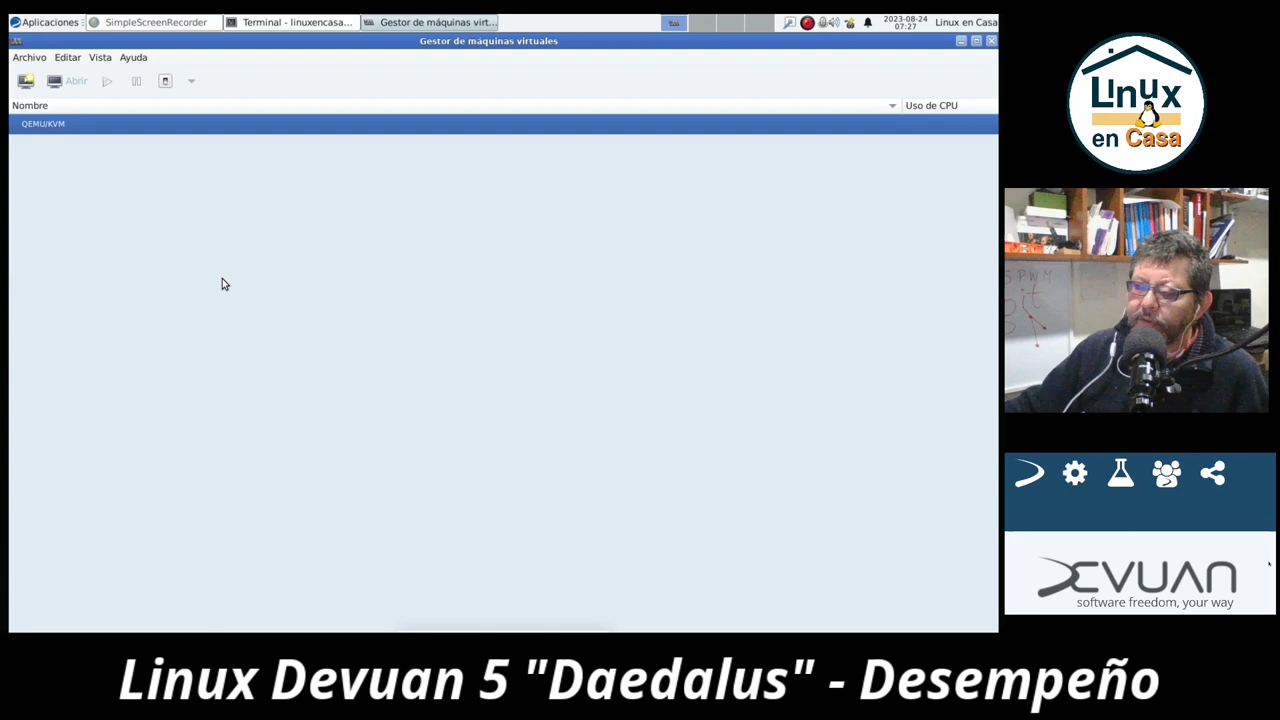 Aplicaciones
SimpleScreenRecorder
Terminal - linuxencasa...
Gestor de máquinas virt...
2023-08-24
07:27
Linux en Casa
Gestor de máquinas virtuales
Archivo Editar Vista Ayuda
Abrir
Nombre
Uso de CPU
QEMU/KVM
Linux
en Casa
5 PWM
DEVUAN
software freedom, your way
Linux Devuan 5 "Daedalus" - Desempeño